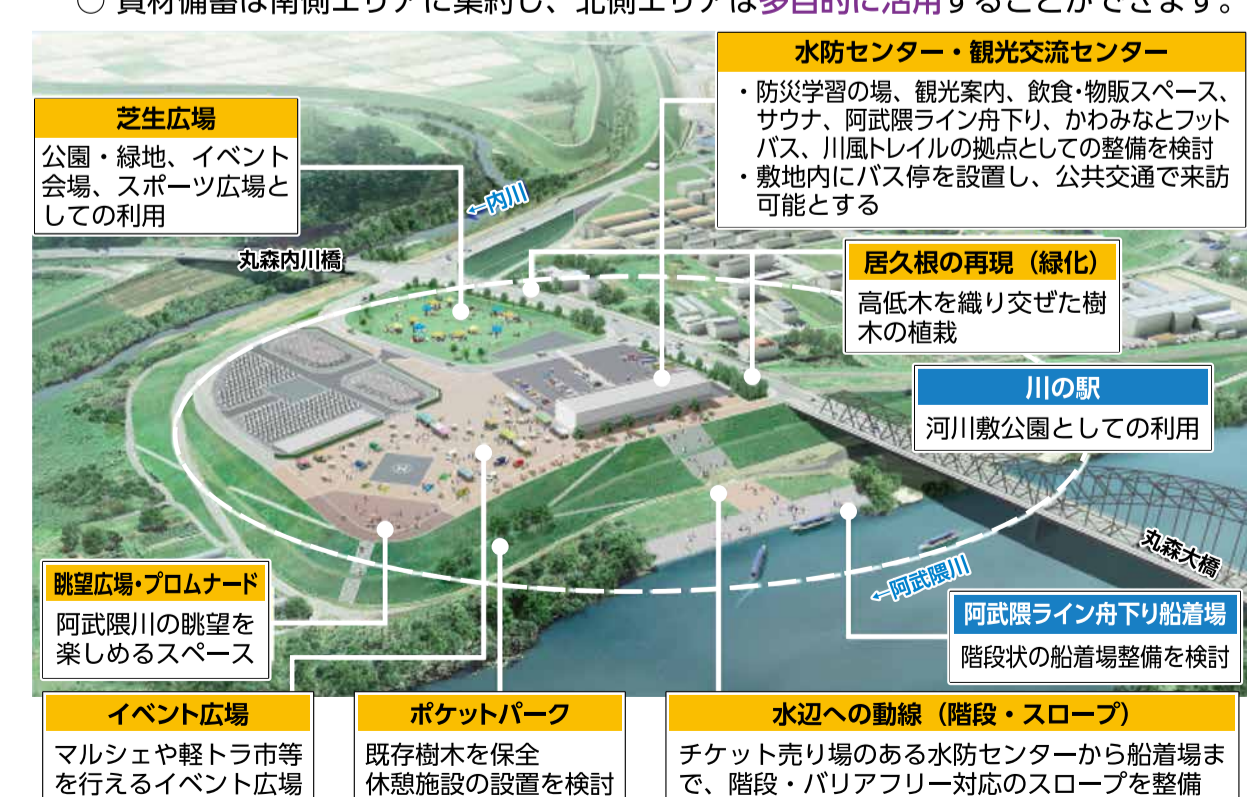 ○ 資材備蓄は南側エリアに集約し、北側エリアは多目的に活用することができます。
水防センター・観光交流センター
・防災学習の場、観光案内、飲食・物販スペース、
サウナ、阿武隈ライン舟下り、かわみなとフット
バス、川風トレイルの拠点としての整備を検討
・敷地内にバス停を設置し、公共交通で来訪
可能とする
芝生広場
公園・緑地、イベント
会場、スポーツ広場と
しての利用
←内川
丸森内川橋
居久根の再現（緑化）
高低木を織り交ぜた樹
木の植栽
川の駅
河川敷公園としての利用
丸森大橋
←阿武隈川
眺望広場・プロムナード
阿武隈川の眺望を
楽しめるスペース
阿武隈ライン舟下り船着場
階段状の船着場整備を検討
イベント広場
マルシェや軽トラ市等
を行えるイベント広場
ポケットパーク
既存樹木を保全
休憩施設の設置を検討
水辺への動線（階段・スロープ）
チケット売り場のある水防センターから船着場ま
で、階段・バリアフリー対応のスロープを整備
H